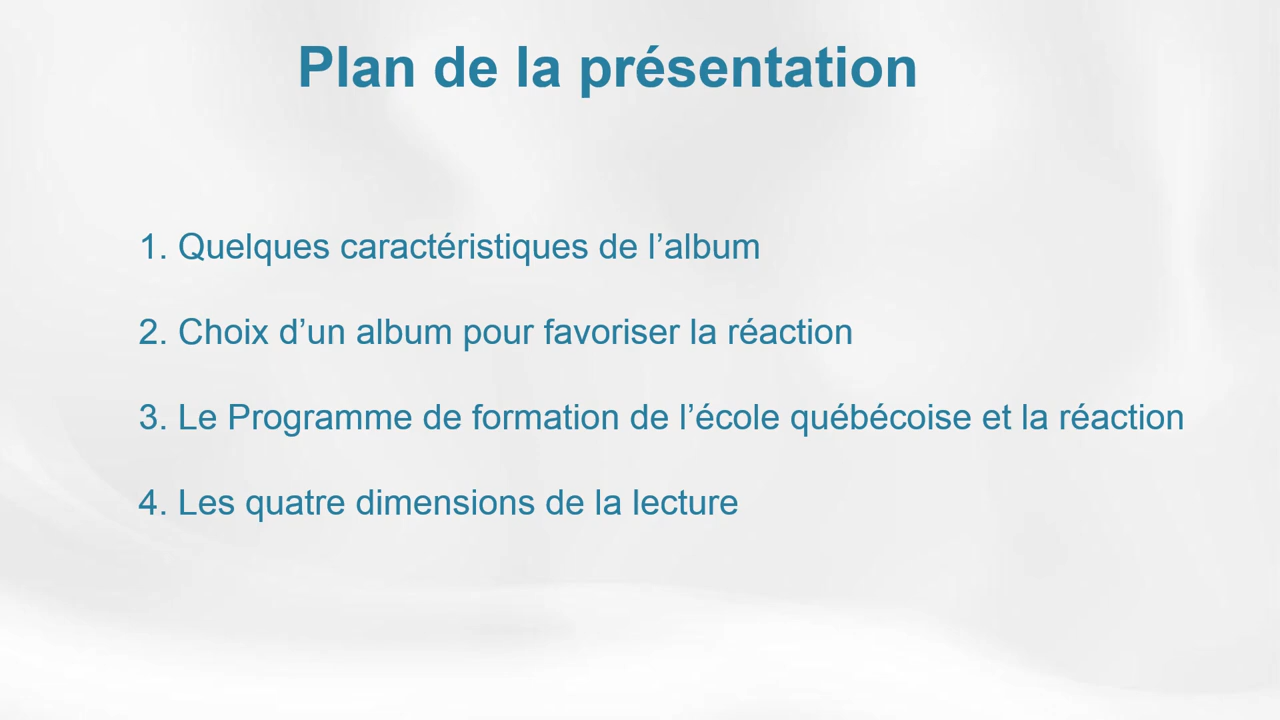 Plan de la présentation
1. Quelques caractéristiques de l’album
2. Choix d’un album pour favoriser la réaction
3. Le Programme de formation de l’école québécoise et la réaction
4. Les quatre dimensions de la lecture